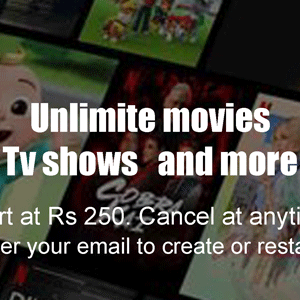 Unlimite movies
Tv shows and more
rt at Rs 250. Cancel at anyti
er your email to create or resta
COBRA